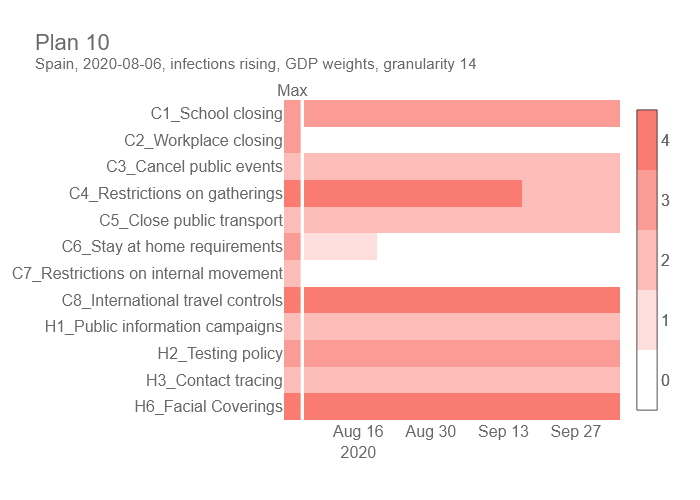 Plan 10
Spain, 2020-08-06, infections rising, GDP weights, granularity 14
Max
C1_School closing
C2_Workplace closing
C3_Cancel public events
C4_Restrictions on gatherings
C5_Close public transport
C6_Stay at home requirements
C7_Restrictions on internal movement
C8_International travel controls
H1_Public information campaigns
H2_Testing policy
H3_Contact tracing
H6_Facial Coverings
Aug 16 Aug 30 Sep 13 Sep 27
2020
4
3
2
1
0